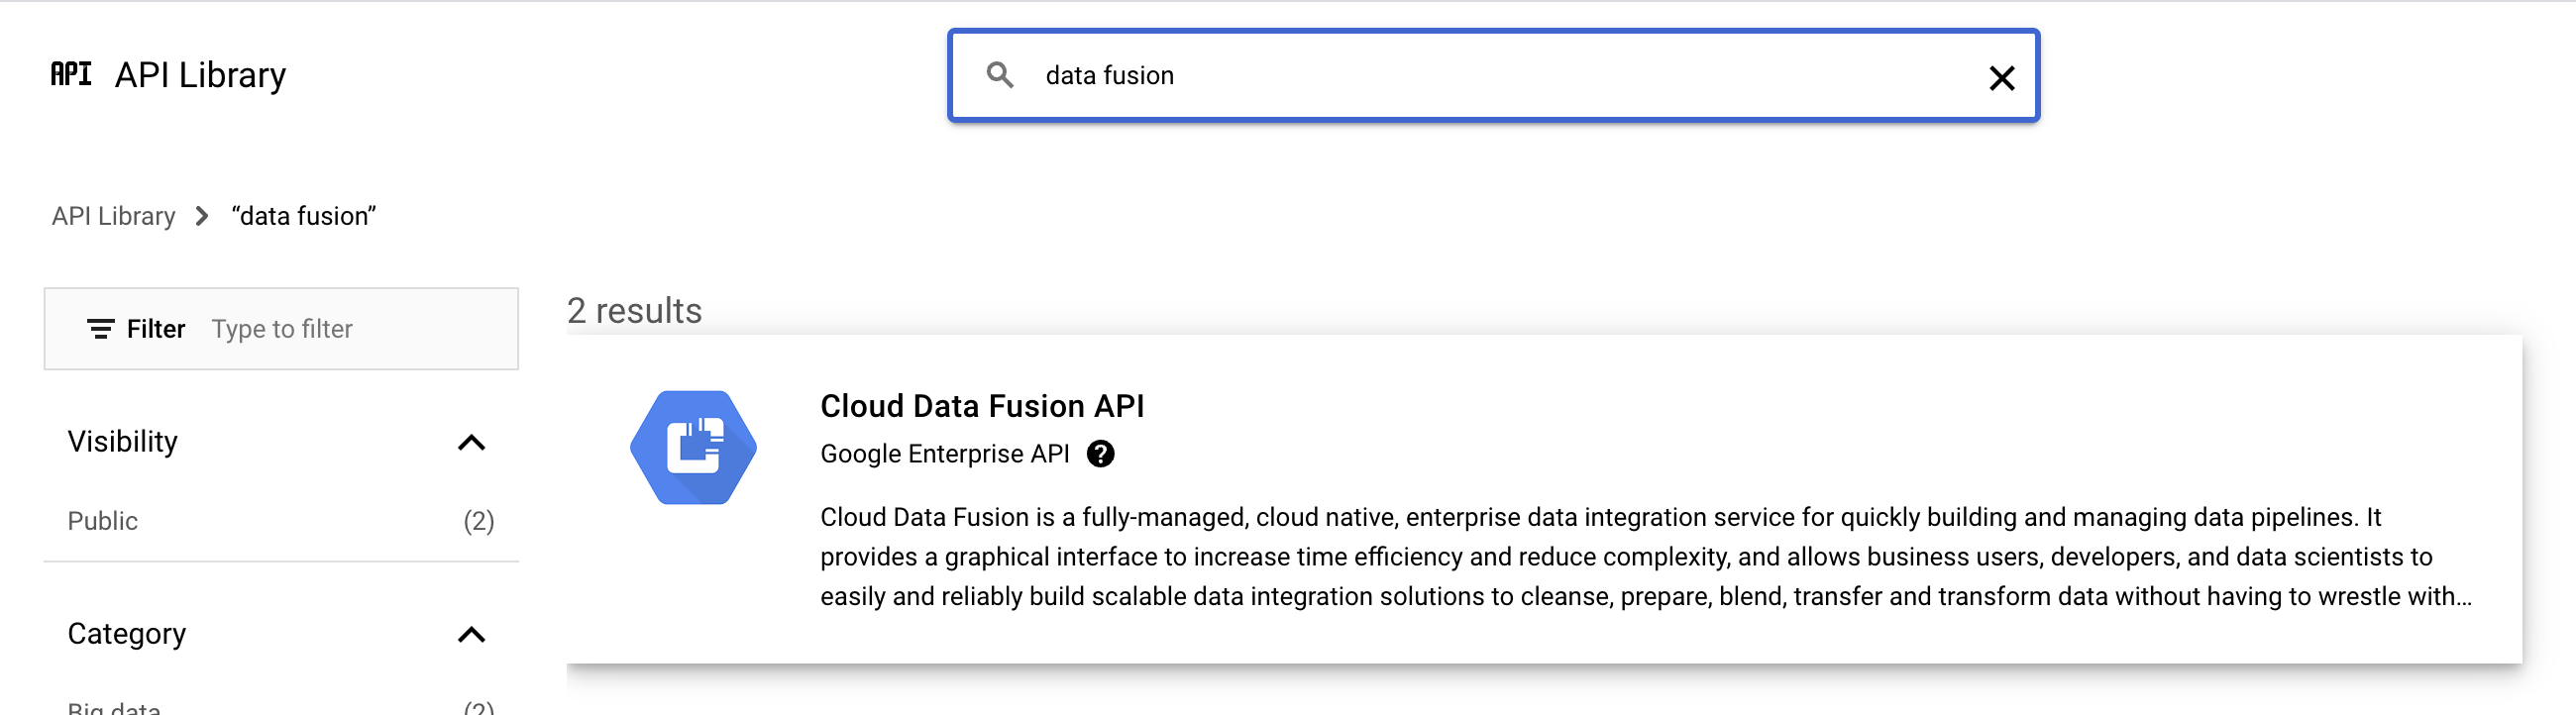 API API Library
data fusion
API Library > “data fusion”
Filter Type to filter
2 results
Visibility
Public (2)
Category
Big data (2)
Cloud Data Fusion API
Google Enterprise API ?
Cloud Data Fusion is a fully-managed, cloud native, enterprise data integration service for quickly building and managing data pipelines. It
provides a graphical interface to increase time efficiency and reduce complexity, and allows business users, developers, and data scientists to
easily and reliably build scalable data integration solutions to cleanse, prepare, blend, transfer and transform data without having to wrestle with...